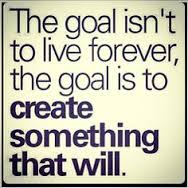 The goal isn't
to live forever,
the goal is to
create
something
that will.